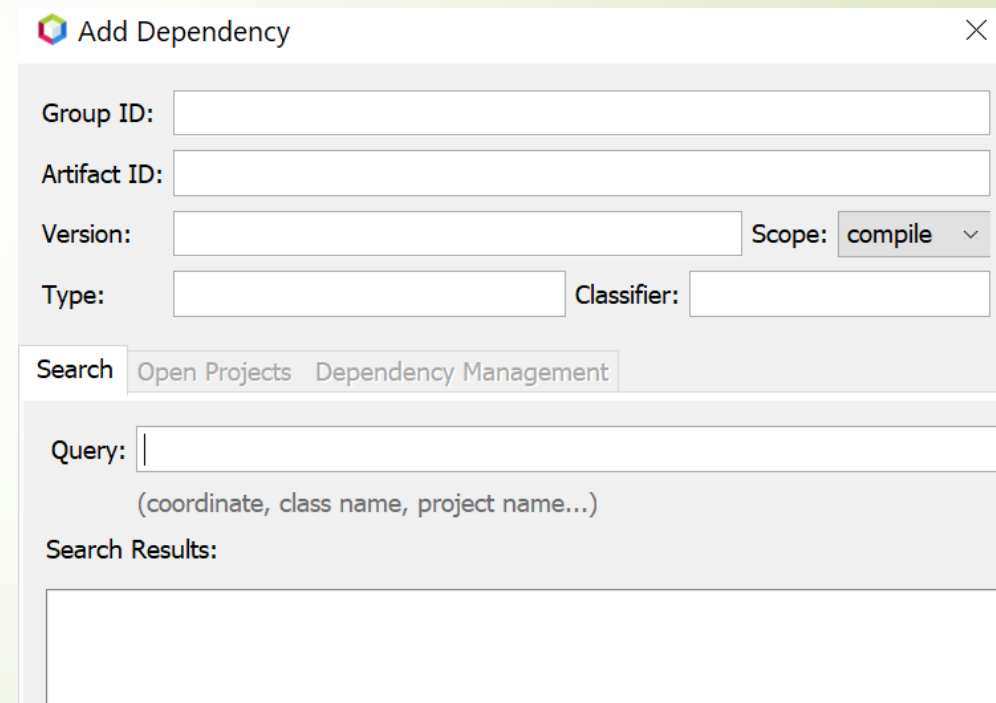 Add Dependency
Group ID:
Artifact ID:
Version: Scope: compile
Type: Classifier:
Search Open Projects Dependency Management
Query:
(coordinate, class name, project name...)
Search Results: